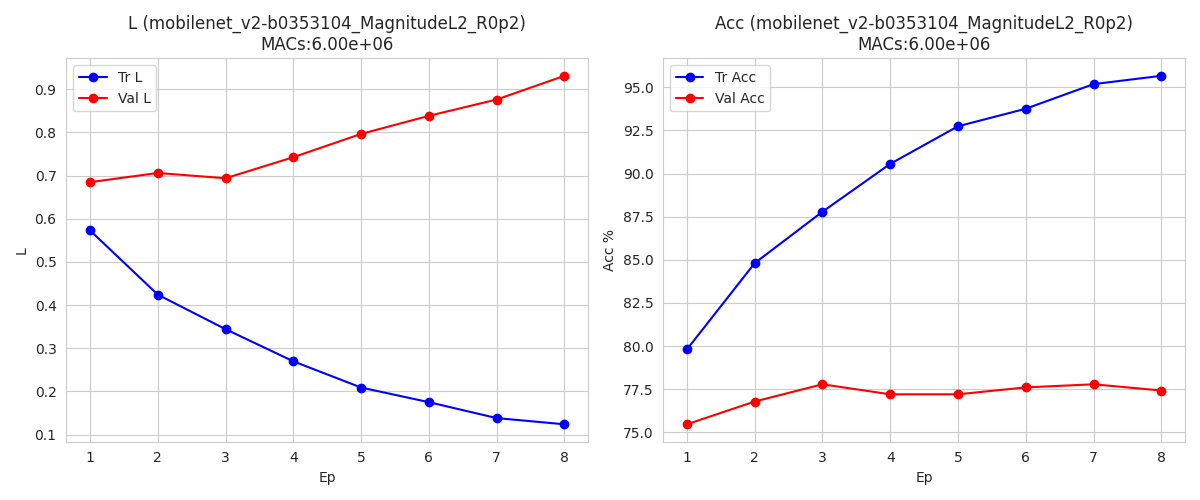 L (mobilenet_v2-b0353104_MagnitudeL2_R0p2)
MACs:6.00e+06
Tr L
Val L
0.9
0.8
0.7
0.6
0.5
0.4
0.3
0.2
0.1
L
1 2 3 4 5 6 7 8
Ep
Acc (mobilenet_v2-b0353104_MagnitudeL2_R0p2)
MACs:6.00e+06
Tr Acc
Val Acc
95.0
92.5
90.0
87.5
85.0
82.5
80.0
77.5
75.0
Acc %
1 2 3 4 5 6 7 8
Ep